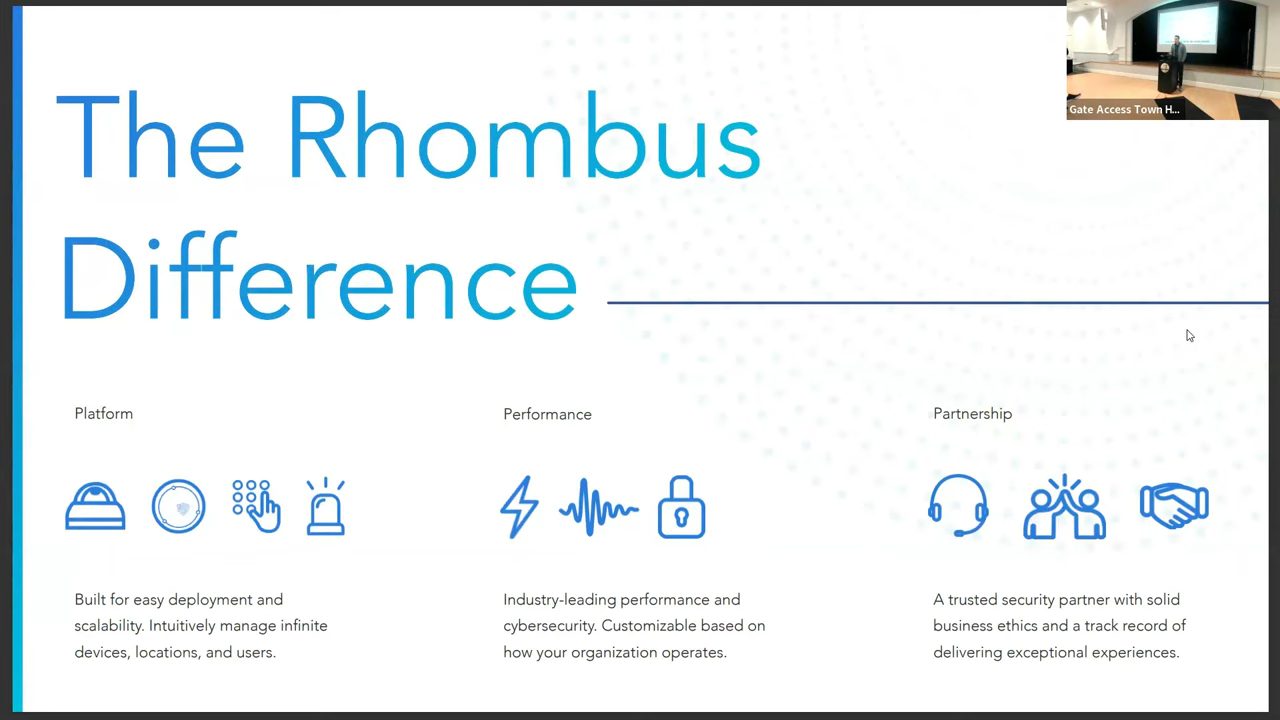 The Rhombus
Difference
Gate Access Town H...
Platform
Performance
Partnership
Built for easy deployment and
scalability. Intuitively manage infinite
devices, locations, and users.
Industry-leading performance and
cybersecurity. Customizable based on
how your organization operates.
A trusted security partner with solid
business ethics and a track record of
delivering exceptional experiences.